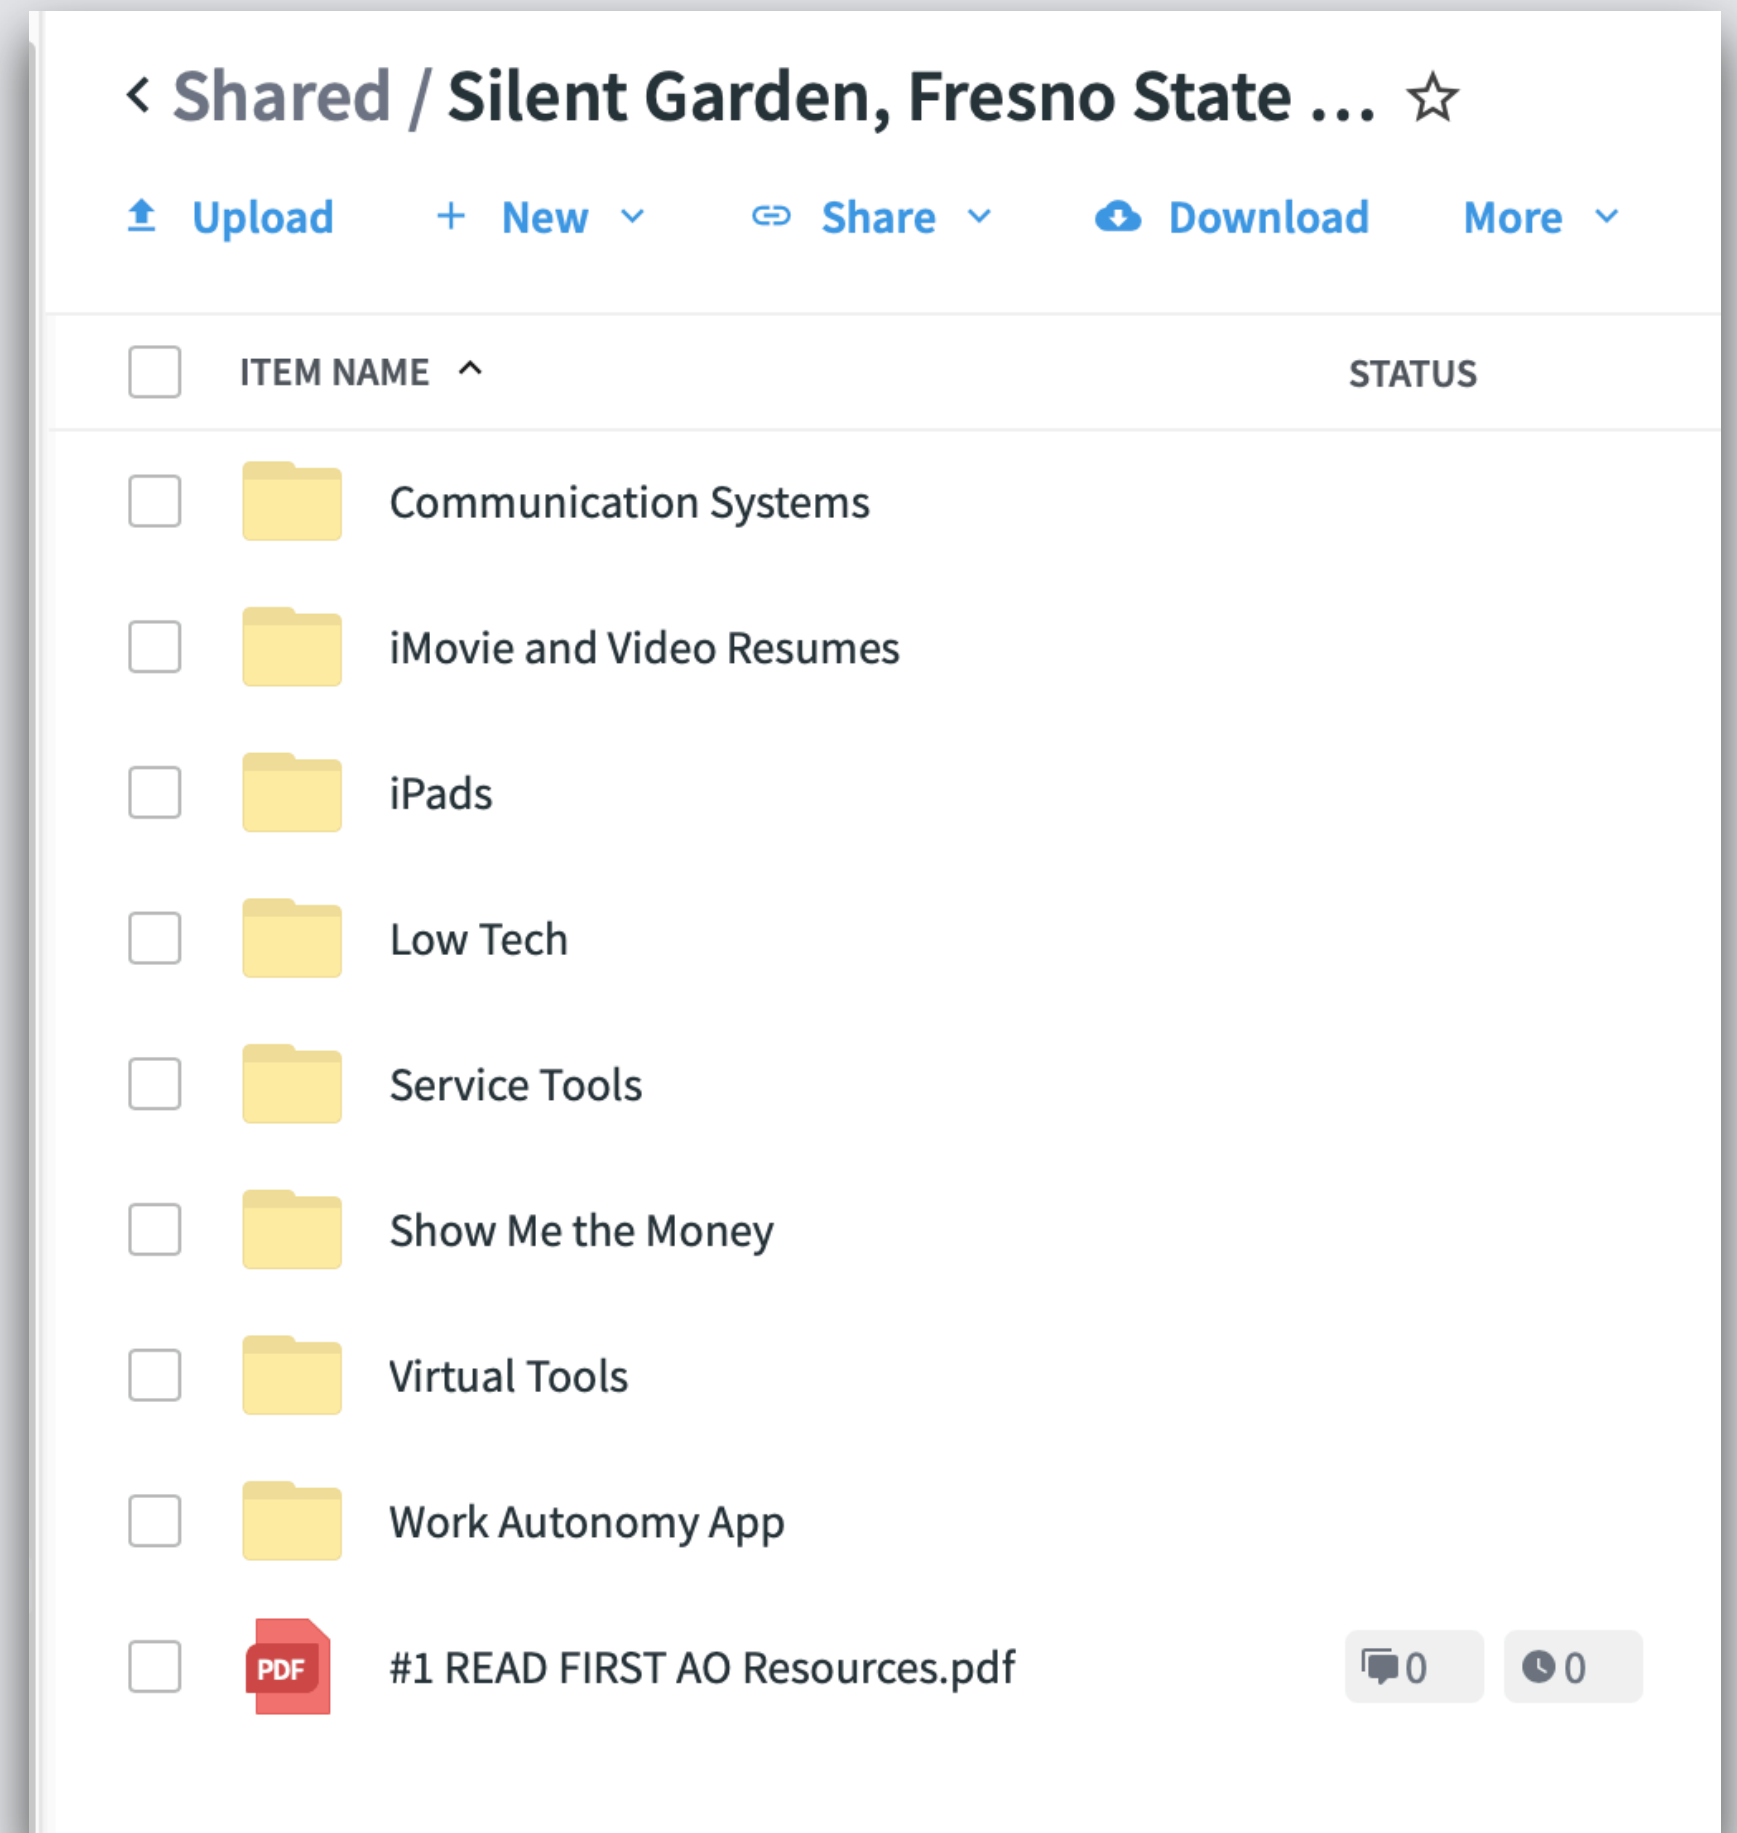 Shared / Silent Garden, Fresno State ...
Upload + New Share Download More
ITEM NAME STATUS
Communication Systems
iMovie and Video Resumes
iPads
Low Tech
Service Tools
Show Me the Money
Virtual Tools
Work Autonomy App
PDF #1 READ FIRST AO Resources.pdf 0 0